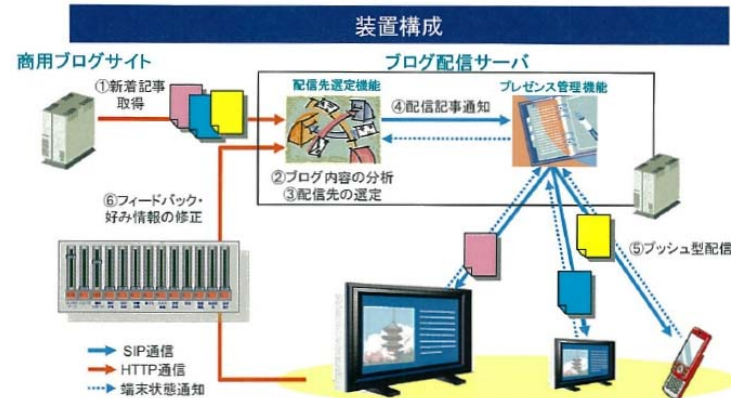 装置構成
商用ブログサイト
ブログ配信サーバ
①新着記事
取得
配信先選定機能
④配信記事通知
プレゼンス管理機能
②ブログ内容の分析
③配信先の選定
⑥フィードバック・
好み情報の修正
⑤プッシュ型配信
SIP通信
HTTP通信
端末状態通知